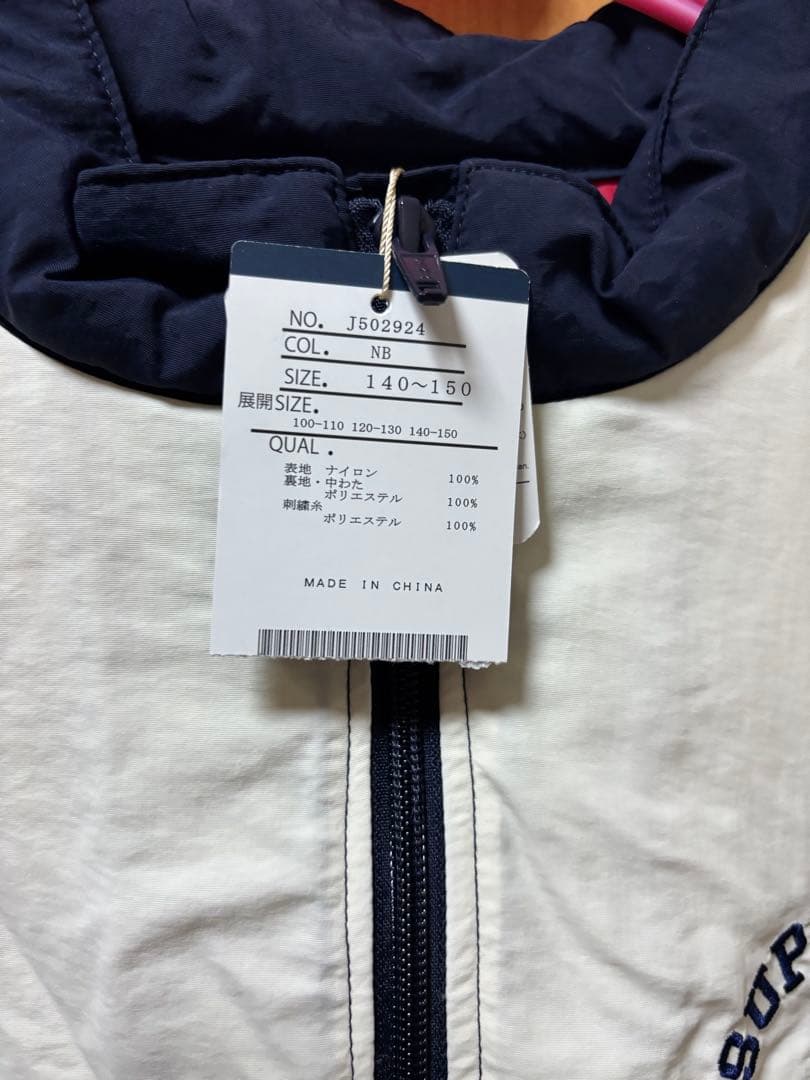 NO. J502924
COL. NB
SIZE. 140～150
展開SIZE.
100-110 120-130 140-150
QUAL.
表地 ナイロン 100%
裏地・中わた
ポリエステル 100%
刺繍糸
ポリエステル 100%
MADE IN CHINA
SUP